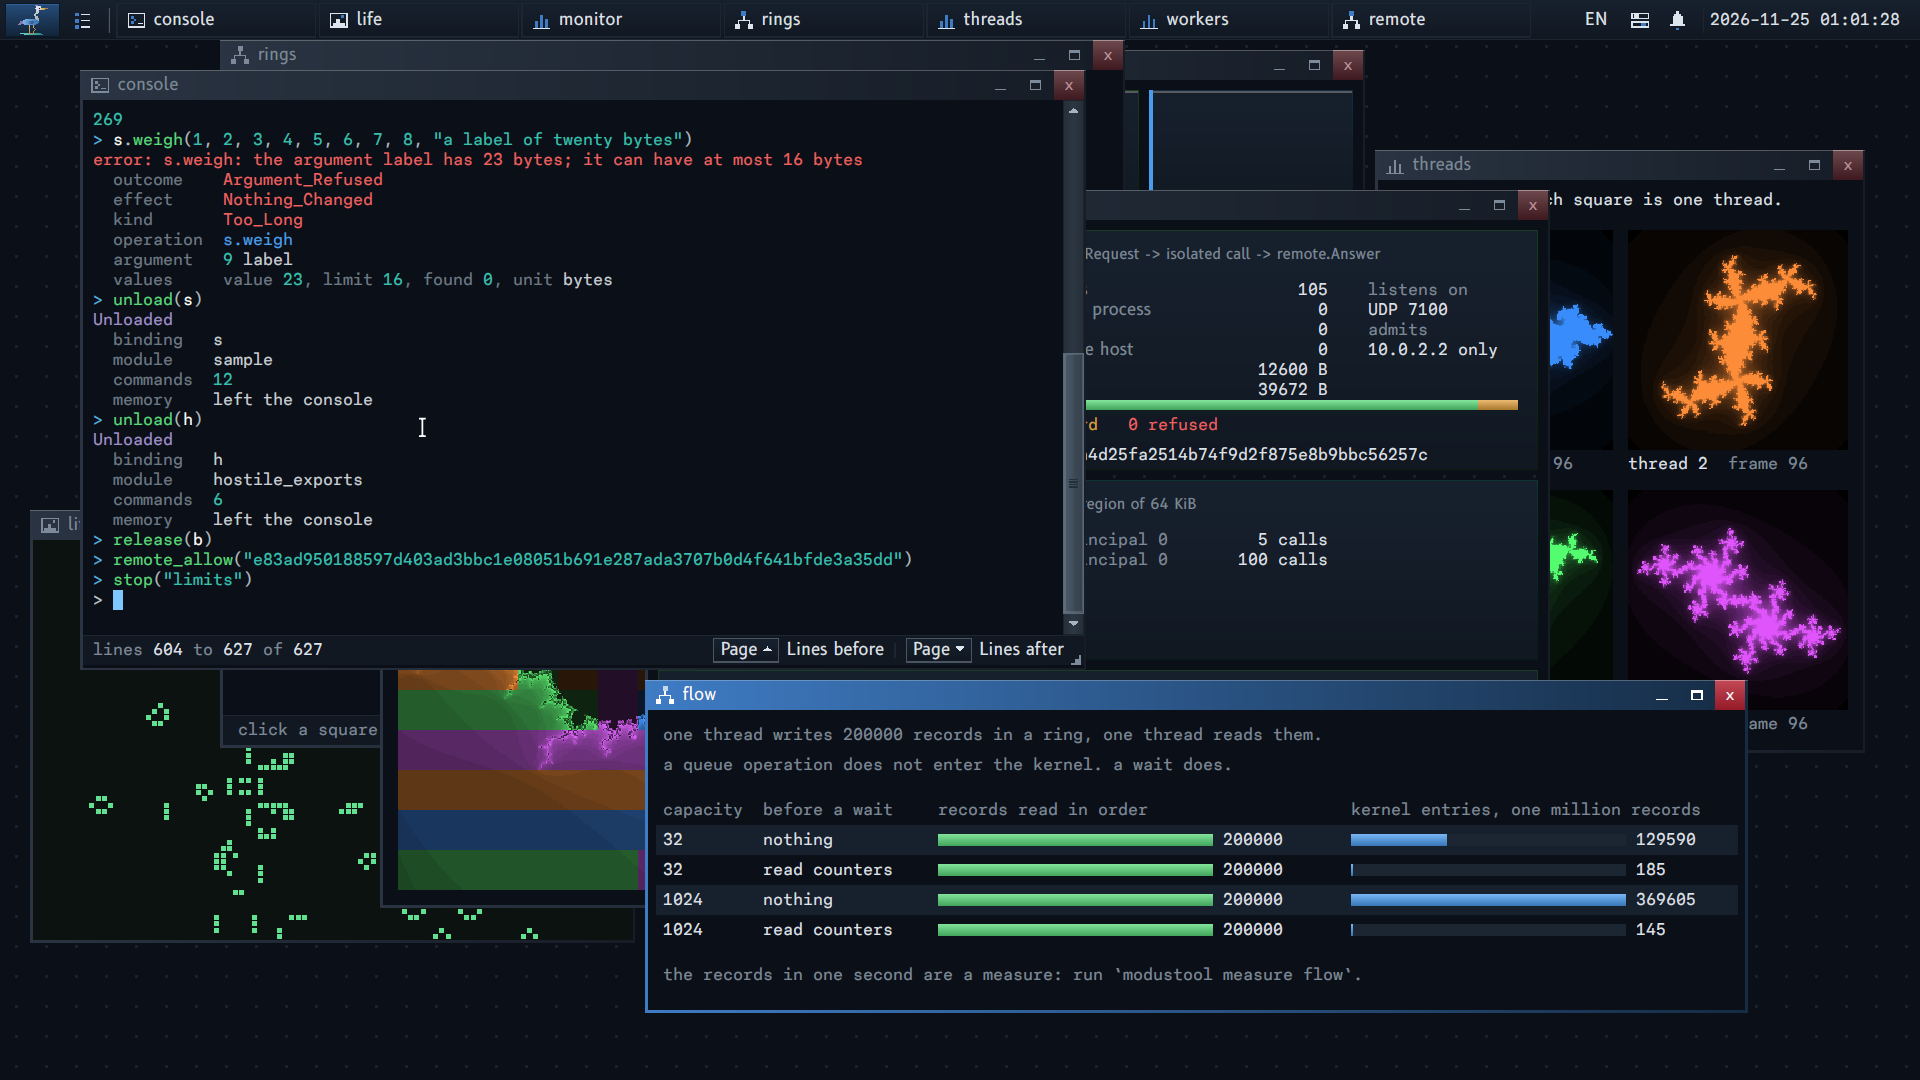 console
life
monitor
rings
threads
workers
remote
EN
2026-11-25 01:01:28
rings
console
269
> s.weigh(1, 2, 3, 4, 5, 6, 7, 8, "a label of twenty bytes")
error: s.weigh: the argument label has 23 bytes; it can have at most 16 bytes
outcome Argument_Refused
effect Nothing_Changed
kind Too_Long
operation s.weigh
argument 9 label
values value 23, limit 16, found 0, unit bytes
> unload(s)
Unloaded
binding s
module sample
commands 12
memory left the console
> unload(h)
Unloaded
binding h
module hostile_exports
commands 6
memory left the console
> release(b)
> remote_allow("e83ad950188597d403ad3bbc1e08051b691e287ada3707b0d4f641bfde3a35dd")
> stop("limits")
>
lines 604 to 627 of 627
Page Lines before
Page Lines after
threads
ch square is one thread.
96
thread 2 frame 96
ame 96
Request -> isolated call -> remote.Answer
105 listens on
process 0 UDP 7100
0 admits
e host 0 10.0.2.2 only
12600 B
39672 B
d 0 refused
4d25fa2514b74f9d2f875e8b9bbc56257c
egion of 64 KiB
ncipal 0 5 calls
ncipal 0 100 calls
li
click a square
flow
one thread writes 200000 records in a ring, one thread reads them.
a queue operation does not enter the kernel. a wait does.
capacity before a wait records read in order kernel entries, one million records
32 nothing 200000 129590
32 read counters 200000 185
1024 nothing 200000 369605
1024 read counters 200000 145
the records in one second are a measure: run `modustool measure flow`.